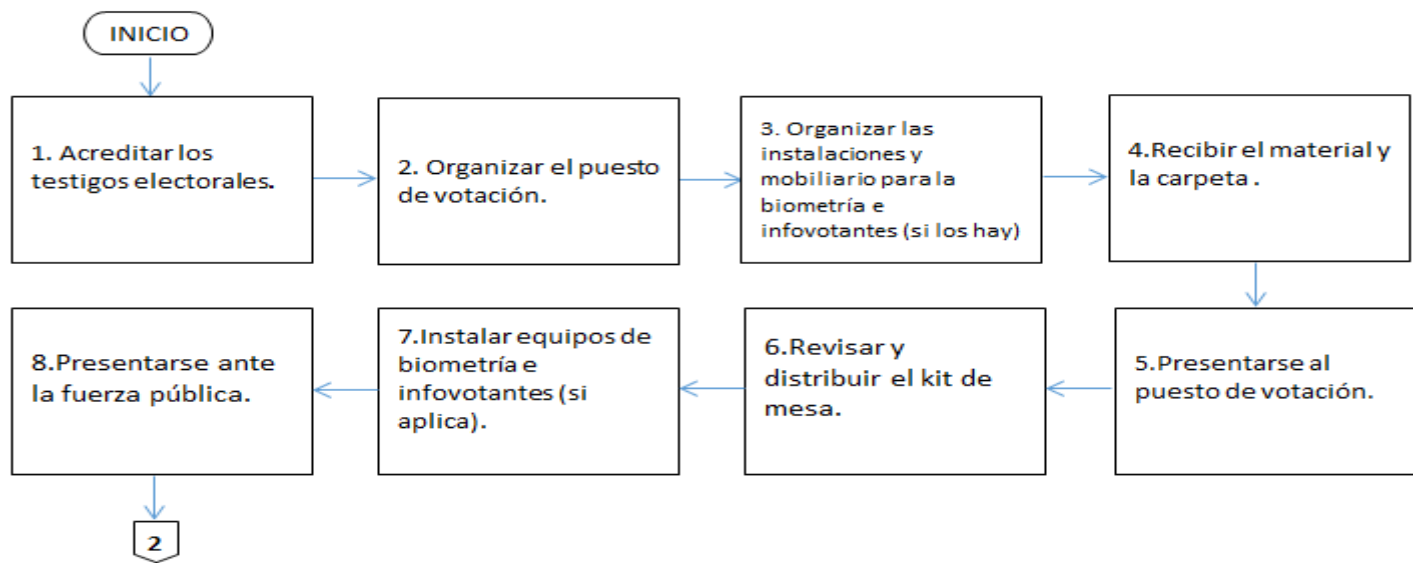 INICIO
1. Acreditar los
testigos electorales.
2. Organizar el puesto
de votación.
3. Organizar las
instalaciones y
mobiliario para la
biometría e
infovotantes (si los hay)
4.Recibir el material y
la carpeta .
5.Presentarse al
puesto de votación.
6.Revisar y
distribuir el kit de
mesa.
7.Instalar equipos de
biometría e
infovotantes (si
aplica).
8.Presentarse ante
la fuerza pública.
2